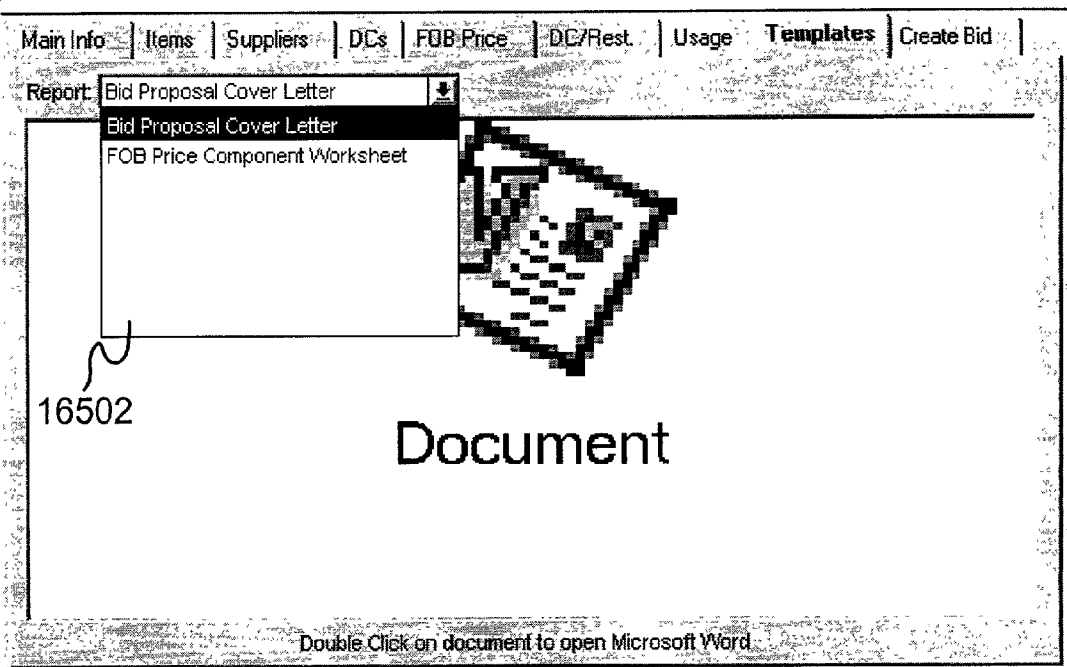 Main Info Items Suppliers DCs FOB Price DC/Rest. Usage Templates Create Bid
Report: Bid Proposal Cover Letter
Bid Proposal Cover Letter
FOB Price Component Worksheet
16502
Document
Double Click on document to open Microsoft Word